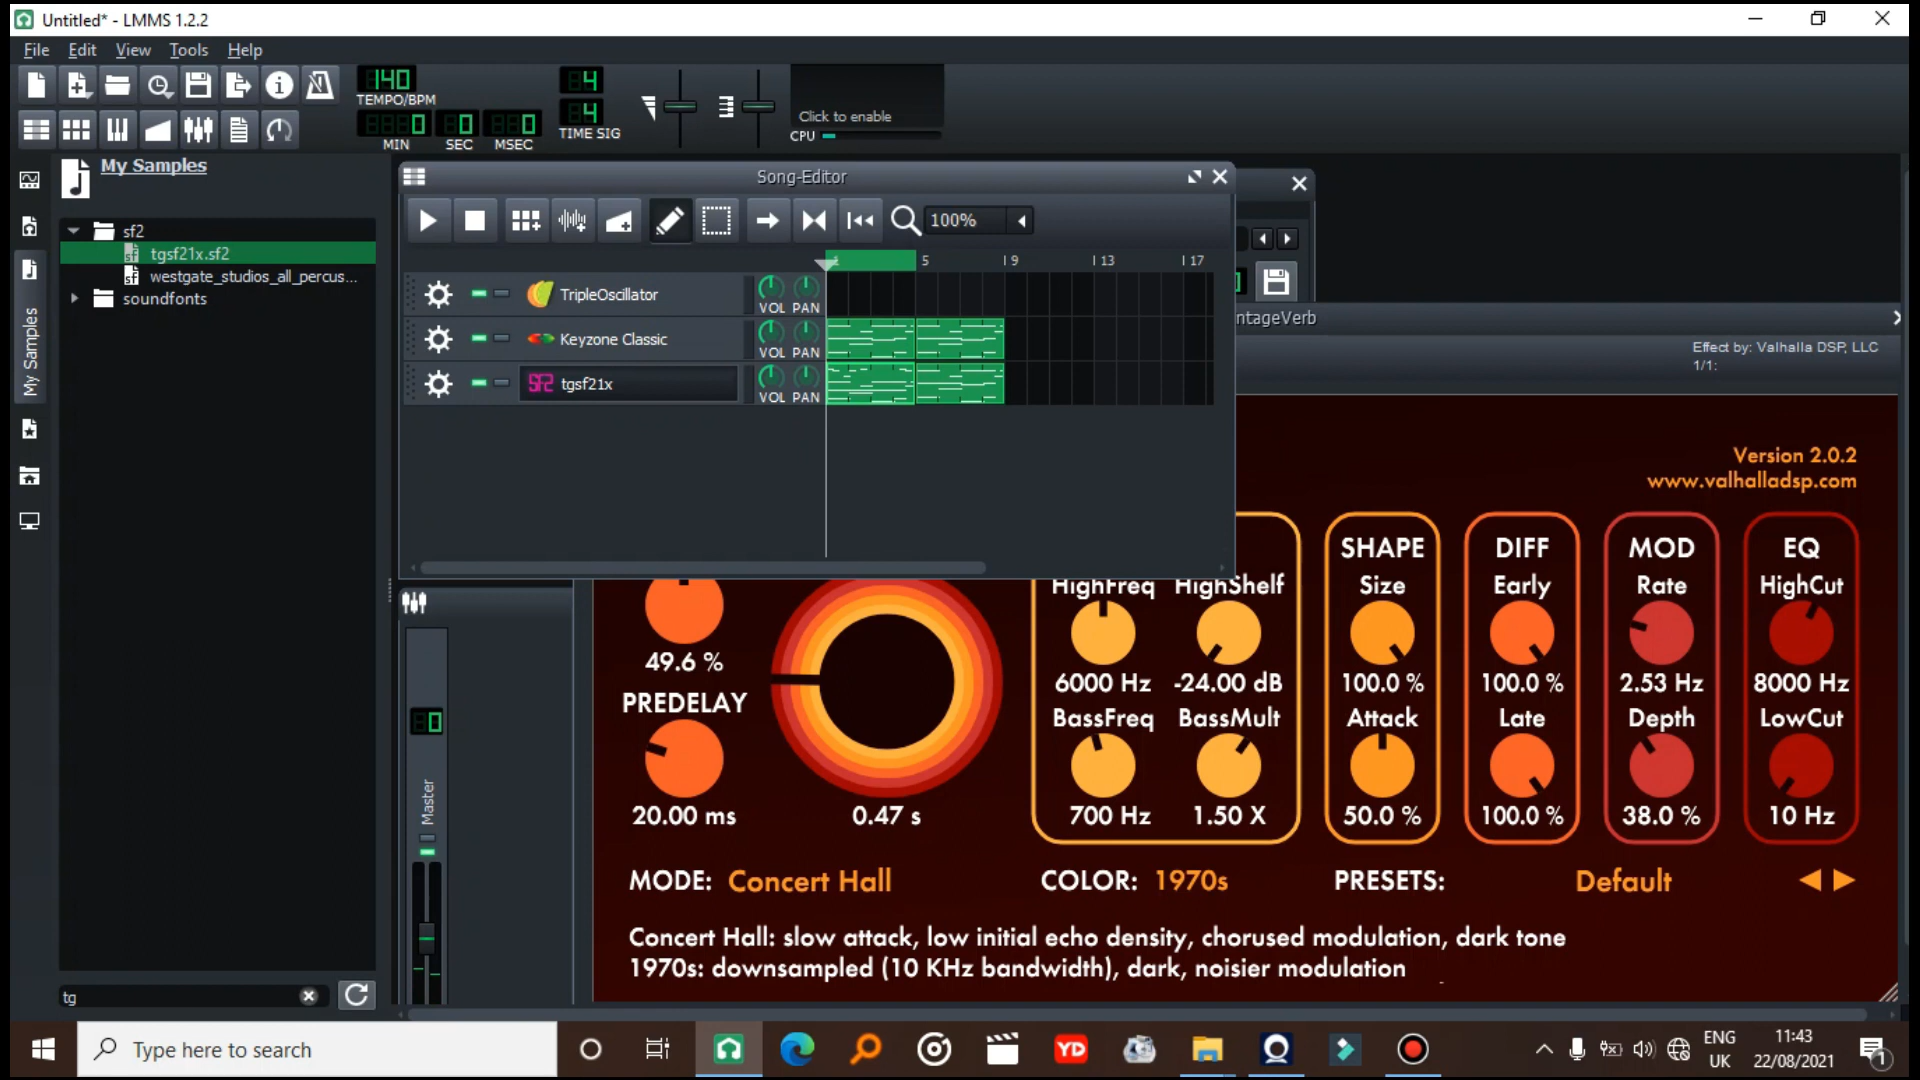 Untitled* - LMMS 1.2.2
File Edit View Tools Help
140
TEMPO/BPM
0 0 0
MIN SEC MSEC
4
4
TIME SIG
Click to enable
CPU
My Samples
My Samples
sf2
tgsf21x.sf2
westgate_studios_all_percus...
soundfonts
tg
Song-Editor
100%
5 9 13 17
TripleOscillator
VOL PAN
Keyzone Classic
VOL PAN
SF2 tgsf21x
VOL PAN
ntageVerb
Effect by: Valhalla DSP, LLC
1/1:
Version 2.0.2
www.valhalladsp.com
SHAPE DIFF MOD EQ
HighFreq HighShelf Size Early Rate HighCut
49.6 %
6000 Hz -24.00 dB 100.0 % 100.0 % 2.53 Hz 8000 Hz
PREDELAY
BassFreq BassMult Attack Late Depth LowCut
20.00 ms 0.47 s 700 Hz 1.50 X 50.0 % 100.0 % 38.0 % 10 Hz
0
Master
MODE: Concert Hall COLOR: 1970s PRESETS: Default
Concert Hall: slow attack, low initial echo density, chorused modulation, dark tone
1970s: downsampled (10 KHz bandwidth), dark, noisier modulation
Type here to search
YD
ENG
UK
11:43
22/08/2021
1